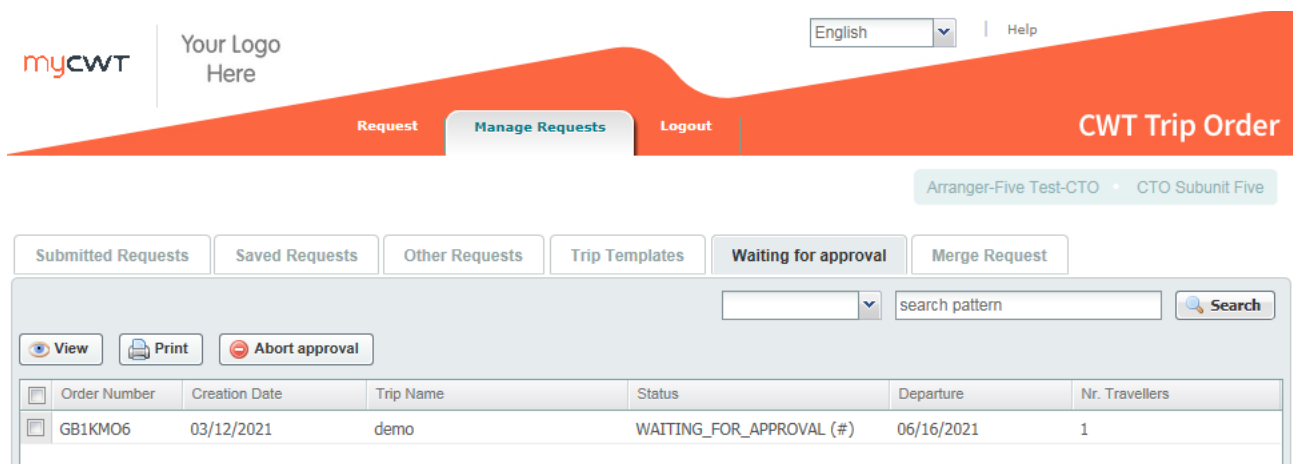 English
Help
mycwt
Your Logo
Here
Request
Manage Requests
Logout
CWT Trip Order
Arranger-Five Test-CTO
CTO Subunit Five
Submitted Requests
Saved Requests
Other Requests
Trip Templates
Waiting for approval
Merge Request
search pattern
Search
View
Print
Abort approval
Order Number Creation Date Trip Name Status Departure Nr. Travellers
GB1KMO6 03/12/2021 demo WAITING_FOR_APPROVAL (#) 06/16/2021 1